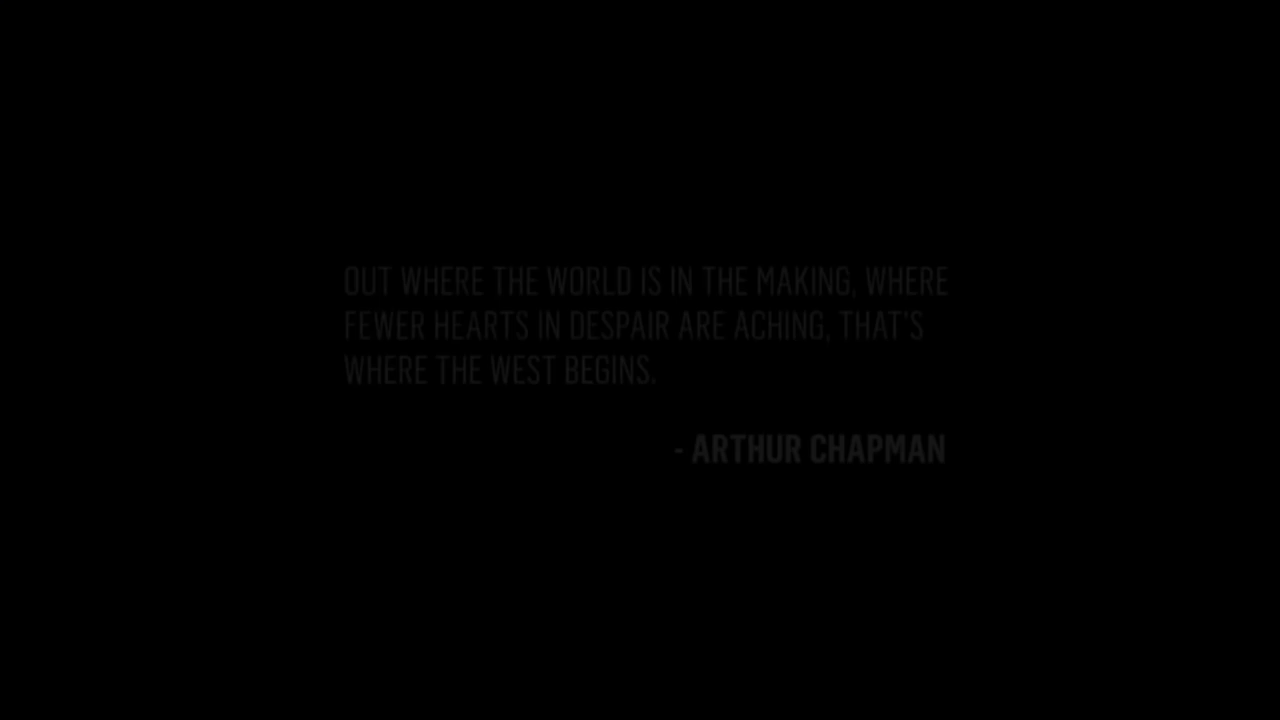 OUT WHERE THE WORLD IS IN THE MAKING, WHERE
FEWER HEARTS IN DESPAIR ARE ACHING, THAT'S
WHERE THE WEST BEGINS.
- ARTHUR CHAPMAN